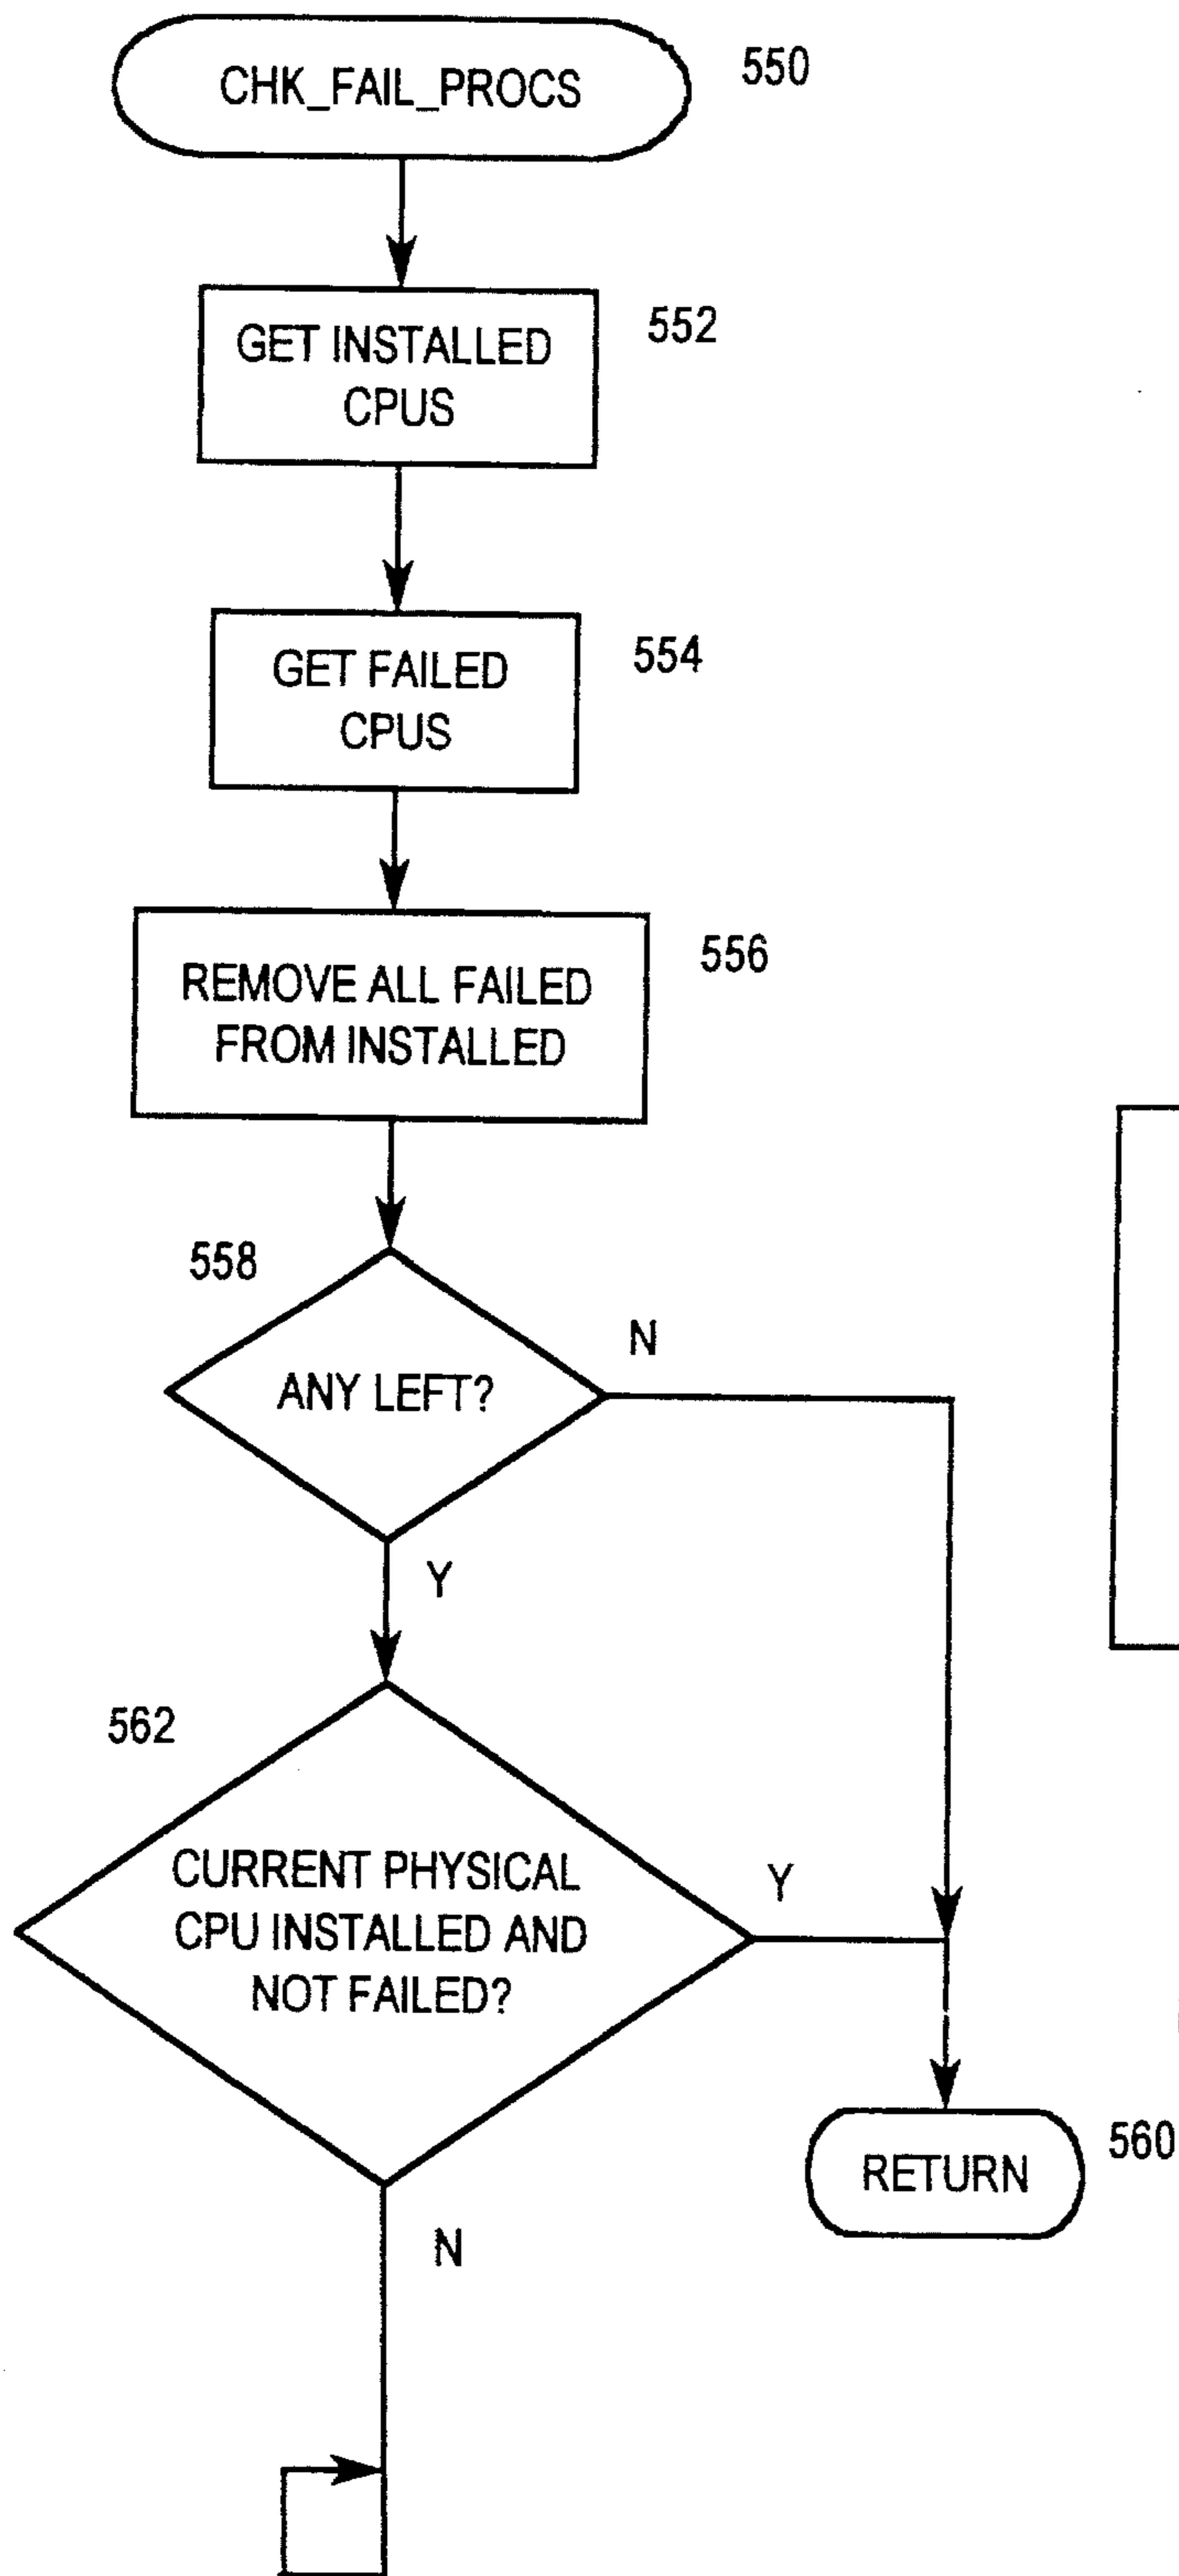 CHK_FAIL_PROCS
550
GET INSTALLED
CPUS
552
GET FAILED
CPUS
554
REMOVE ALL FAILED
FROM INSTALLED
556
558
ANY LEFT?
N
Y
562
CURRENT PHYSICAL
CPU INSTALLED AND
NOT FAILED?
Y
RETURN
560
N